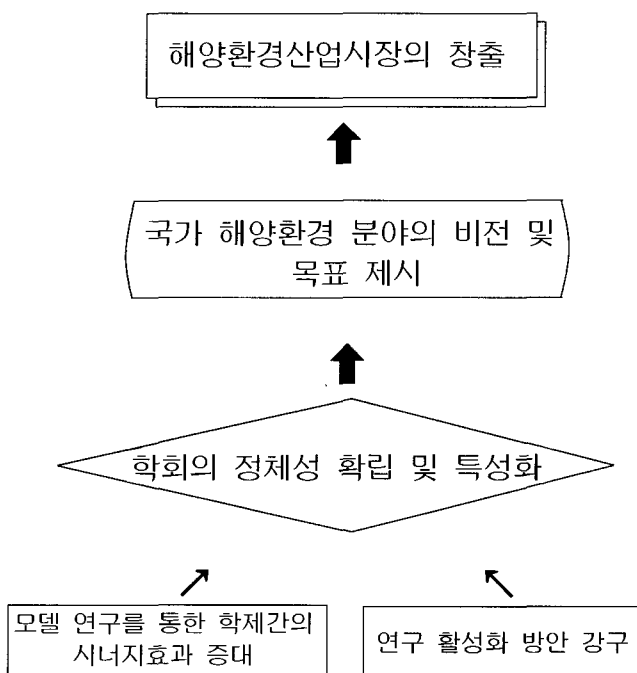 해양환경산업시장의 창출
국가 해양환경 분야의 비전 및
목표 제시
학회의 정체성 확립 및 특성화
모델 연구를 통한 학제간의
시너지효과 증대
연구 활성화 방안 강구